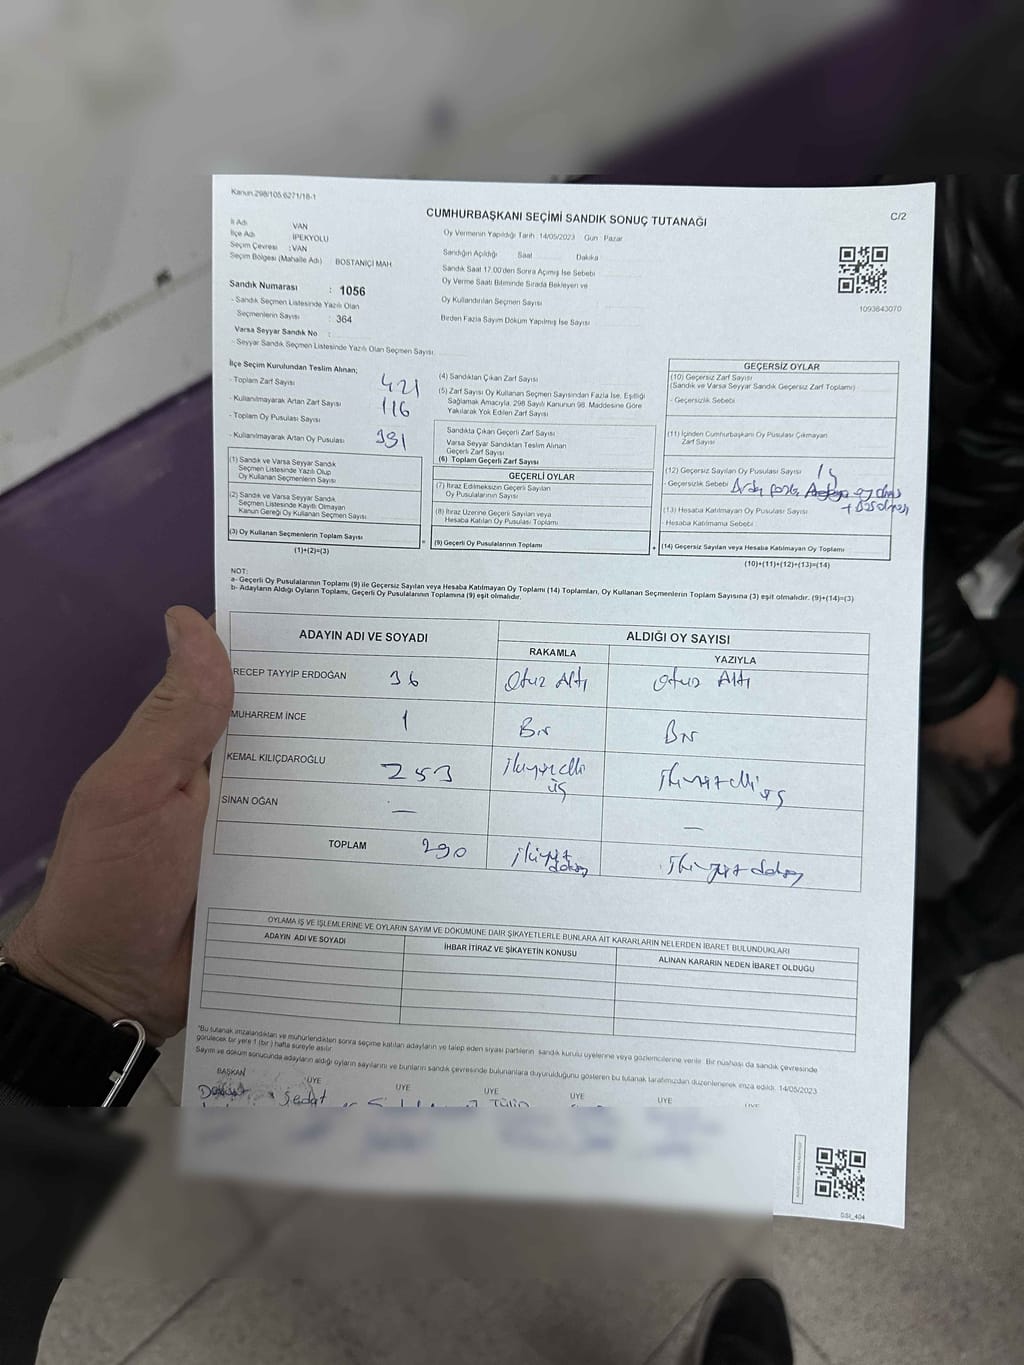 Kanun 298/105.6271/18-1
CUMHURBAŞKANI SEÇİMİ SANDIK SONUÇ TUTANAĞI
C/2
İl Adı VAN
İlçe Adı İPEKYOLU
Seçim Çevresi : VAN
Seçim Bölgesi (Mahalle Adı) BOSTANİÇİ MAH
Oy Vermenin Yapıldığı Tarih :14/05/2023 Gün : Pazar
Sandığın Açıldığı Saat Dakika
Sandık Saat 17.00'den Sonra Açımış İse Sebebi
Oy Verme Saati Bitiminde Sırada Bekleyen ve
Oy Kullandırılan Seçmen Sayısı
Birden Fazla Sayım Döküm Yapılmış İse Sayısı
1093643070
Sandık Numarası : 1056
- Sandık Seçmen Listesinde Yazılı Olan
Seçmenlerin Sayısı : 364
Varsa Seyyar Sandık No :
- Seyyar Sandık Seçmen Listesinde Yazılı Olan Seçmen Sayısı
İlçe Seçim Kurulundan Teslim Alınan;
- Toplam Zarf Sayısı 421
- Kullanılmayarak Artan Zarf Sayısı 116
- Toplam Oy Pusulası Sayısı
- Kullanılmayarak Artan Oy Pusulası
(1) Sandık ve Varsa Seyyar Sandık
Seçmen Listesinde Yazılı Olup
Oy Kullanan Seçmenlerin Sayısı
(2) Sandık ve Varsa Seyyar Sandık
Seçmen Listesinde Kayıtlı Olmayan
Kanun Gereği Oy Kullanan Seçmen Sayısı
(3) Oy Kullanan Seçmenlerin Toplam Sayısı
(1)+(2)=(3)
=
(4) Sandıktan Çıkan Zarf Sayısı
(5) Zarf Sayısı Oy Kullanan Seçmen Sayısından Fazla İse, Eşitliği
Sağlamak Amacıyla, 298 Sayılı Kanunun 98. Maddesine Göre
Yakılarak Yok Edilen Zarf Sayısı
Sandıkta Çıkan Geçerli Zarf Sayısı
Varsa Seyyar Sandıktan Teslim Alınan
Geçerli Zarf Sayısı
(6) Toplam Geçerli Zarf Sayısı
GEÇERLİ OYLAR
(7) İtiraz Edilmeksizin Geçerli Sayılan
Oy Pusulalarının Sayısı
(8) İtiraz Üzerine Geçerli Sayılan veya
Hesaba Katılan Oy Pusulası Toplamı
(9) Geçerli Oy Pusulalarının Toplamı
+
GEÇERSİZ OYLAR
(10) Geçersiz Zarf Sayısı
(Sandık ve Varsa Seyyar Sandık Geçersiz Zarf Toplamı)
- Geçersizlik Sebebi
(11) İçinden Cumhurbaşkanı Oy Pusulası Çıkmayan
Zarf Sayısı
(12) Geçersiz Sayılan Oy Pusulası Sayısı 15
- Geçersizlik Sebebi
(13) Hesaba Katılmayan Oy Pusulası Sayısı
- Hesaba Katılmama Sebebi
(14) Geçersiz Sayılan veya Hesaba Katılmayan Oy Toplamı
(10)+(11)+(12)+(13)=(14)
NOT:
a- Geçerli Oy Pusulalarının Toplamı (9) ile Geçersiz Sayılan veya Hesaba Katılmayan Oy Toplamı (14) Toplamları, Oy Kullanan Seçmenlerin Toplam Sayısına (3) eşit olmalıdır. (9)+(14)=(3)
b- Adayların Aldığı Oyların Toplamı, Geçerli Oy Pusulalarının Toplamına (9) eşit olmalıdır.
ADAYIN ADI VE SOYADI ALDIĞI OY SAYISI
RAKAMLA YAZIYLA
RECEP TAYYİP ERDOĞAN 36 Otuz Altı Otuz Altı
MUHARREM İNCE 1 Bir Bir
KEMAL KILIÇDAROĞLU 253 ikiyüzelli üç ikiyüzelli üç
SİNAN OĞAN — —
TOPLAM 290 ikiyüz doksan ikiyüz doksan
OYLAMA İŞ VE İŞLEMLERİNE VE OYLARIN SAYIM VE DÖKÜMÜNE DAİR ŞİKAYETLERLE BUNLARA AİT KARARLARIN NELERDEN İBARET BULUNDUKLARI
ADAYIN ADI VE SOYADI İHBAR İTİRAZ VE ŞİKAYETİN KONUSU ALINAN KARARIN NEDEN İBARET OLDUĞU
*Bu tutanak imzalandıktan ve mühürlendikten sonra seçime katılan adayların ve talep eden siyasi partilerin sandık kurulu üyelerine veya gözlemcilerine verilir. Bir nüshası da sandık çevresinde
görülecek bir yere 1 (bir) hafta süreyle asılır.
Sayım ve döküm sonucunda adayların aldığı oyların sayılarını ve bunların sandık çevresinde bulunanlara duyurulduğunu gösteren bu tutanak tarafımızdan düzenlenerek imza edildi. 14/05/2023
BAŞKAN ÜYE ÜYE ÜYE ÜYE ÜYE ÜYE
Sedat Tülin